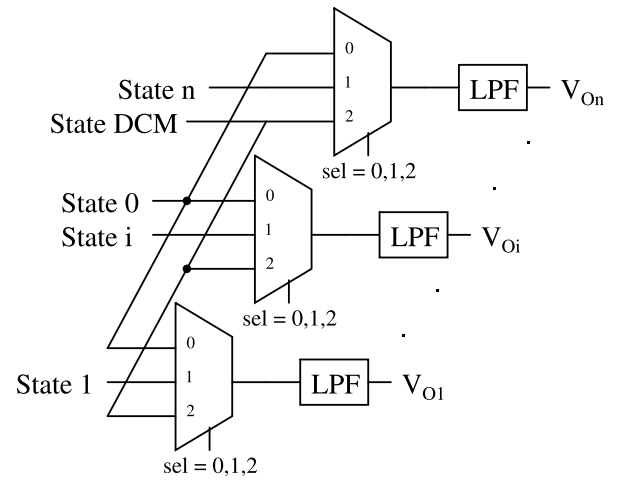 0
State n 1 LPF V_On
State DCM 2
sel = 0,1,2
State 0 0
State i 1 LPF V_Oi
2
sel = 0,1,2
0
State 1 1 LPF V_O1
2
sel = 0,1,2